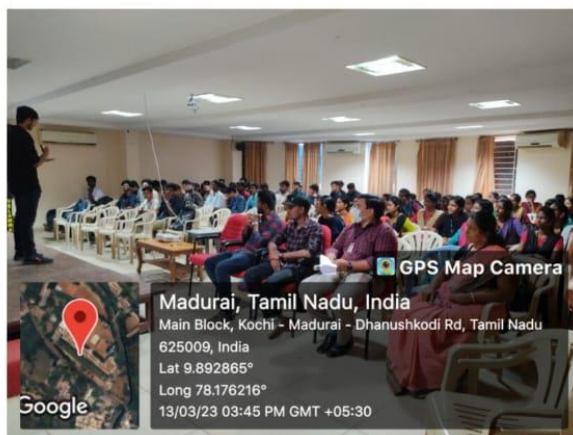 GPS Map Camera
Madurai, Tamil Nadu, India
Main Block, Kochi - Madurai - Dhanushkodi Rd, Tamil Nadu
625009, India
Lat 9.892865°
Long 78.176216°
13/03/23 03:45 PM GMT +05:30
Google